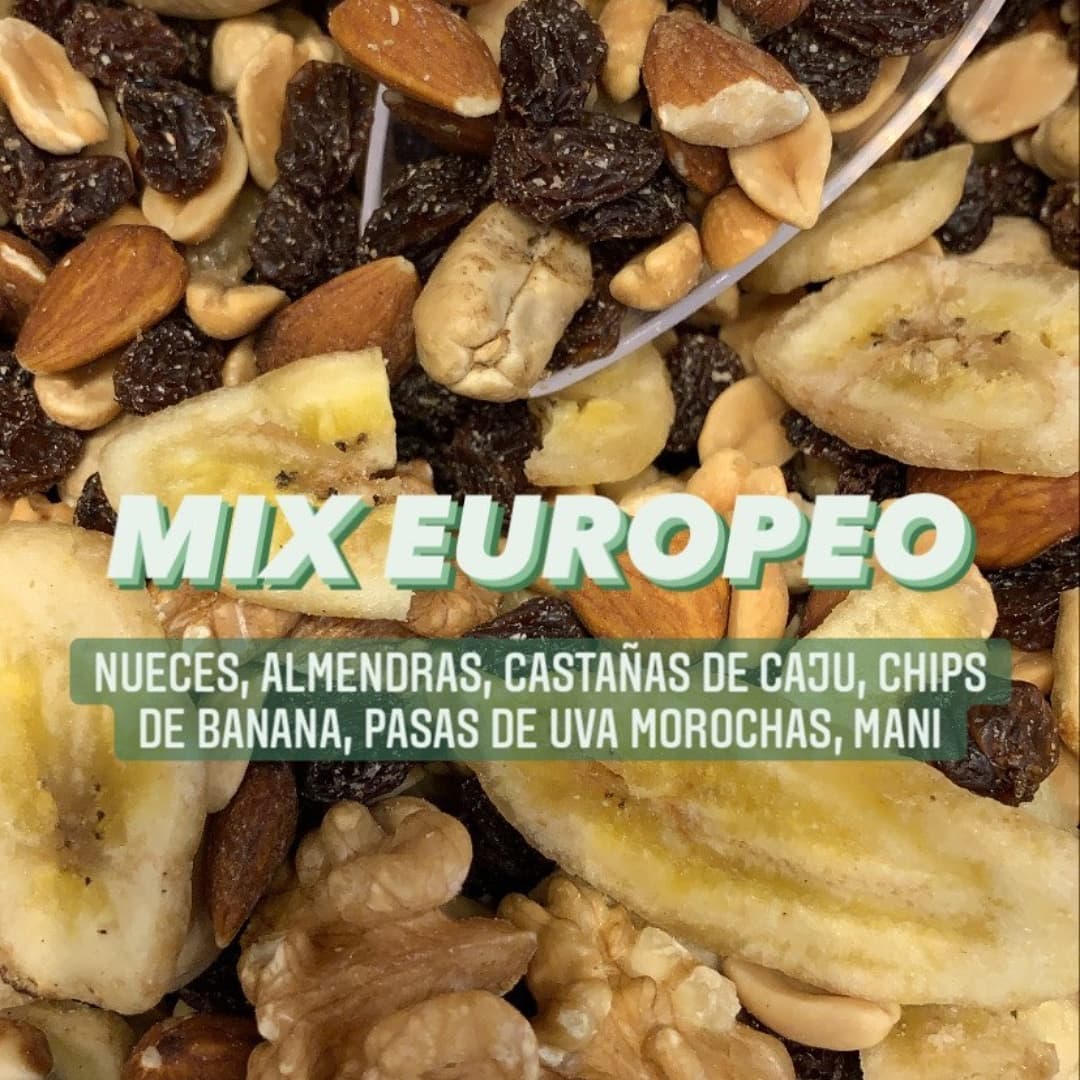 MIX EUROPEO
NUECES, ALMENDRAS, CASTAÑAS DE CAJU, CHIPS
DE BANANA, PASAS DE UVA MOROCHAS, MANI